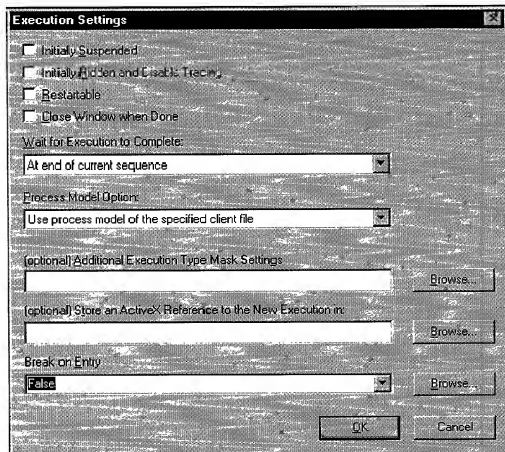 Execution Settings
Initially Suspended
Initially Hidden and Disable Tracing
Restartable
Close Window when Done
Wait for Execution to Complete:
At end of current sequence
Process Model Option:
Use process model of the specified client file
(optional) Additional Execution Type Mask Settings
Browse...
(optional) Store an ActiveX Reference to the New Execution in:
Browse...
Break on Entry
False
Browse...
OK
Cancel